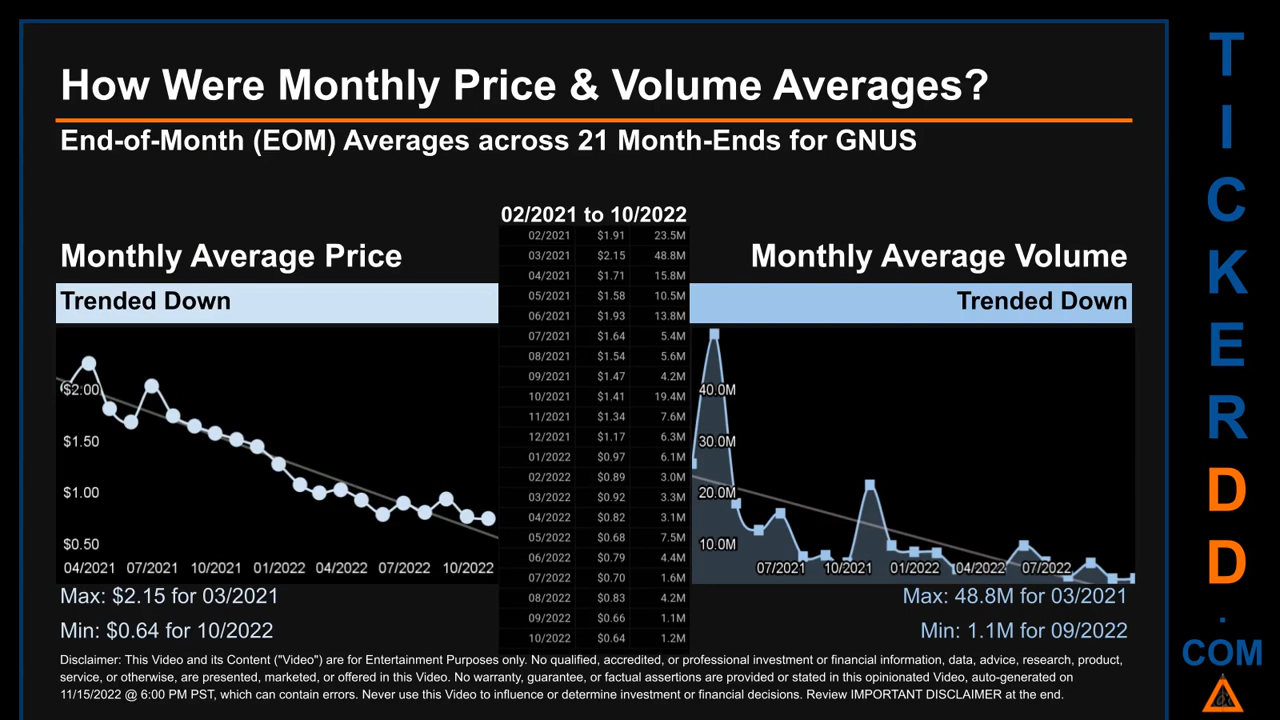 How Were Monthly Price & Volume Averages?
End-of-Month (EOM) Averages across 21 Month-Ends for GNUS
02/2021 to 10/2022
Monthly Average Price
Trended Down
$2.00
$1.50
$1.00
$0.50
04/2021 07/2021 10/2021 01/2022 04/2022 07/2022 10/2022
Max: $2.15 for 03/2021
Min: $0.64 for 10/2022
02/2021 $1.91 23.5M
03/2021 $2.15 48.8M
04/2021 $1.71 15.8M
05/2021 $1.58 10.5M
06/2021 $1.93 13.8M
07/2021 $1.64 5.4M
08/2021 $1.54 5.6M
09/2021 $1.47 4.2M
10/2021 $1.41 19.4M
11/2021 $1.34 7.6M
12/2021 $1.17 6.3M
01/2022 $0.97 6.1M
02/2022 $0.89 3.0M
03/2022 $0.92 3.3M
04/2022 $0.82 3.1M
05/2022 $0.68 7.5M
06/2022 $0.79 4.4M
07/2022 $0.70 1.6M
08/2022 $0.83 4.2M
09/2022 $0.66 1.1M
10/2022 $0.64 1.2M
Monthly Average Volume
Trended Down
40.0M
30.0M
20.0M
10.0M
07/2021 10/2021 01/2022 04/2022 07/2022
Max: 48.8M for 03/2021
Min: 1.1M for 09/2022
Disclaimer: This Video and its Content ("Video") are for Entertainment Purposes only. No qualified, accredited, or professional investment or financial information, data, advice, research, product,
service, or otherwise, are presented, marketed, or offered in this Video. No warranty, guarantee, or factual assertions are provided or stated in this opinionated Video, auto-generated on
11/15/2022 @ 6:00 PM PST, which can contain errors. Never use this Video to influence or determine investment or financial decisions. Review IMPORTANT DISCLAIMER at the end.
T
I
C
K
E
R
D
D
.
COM